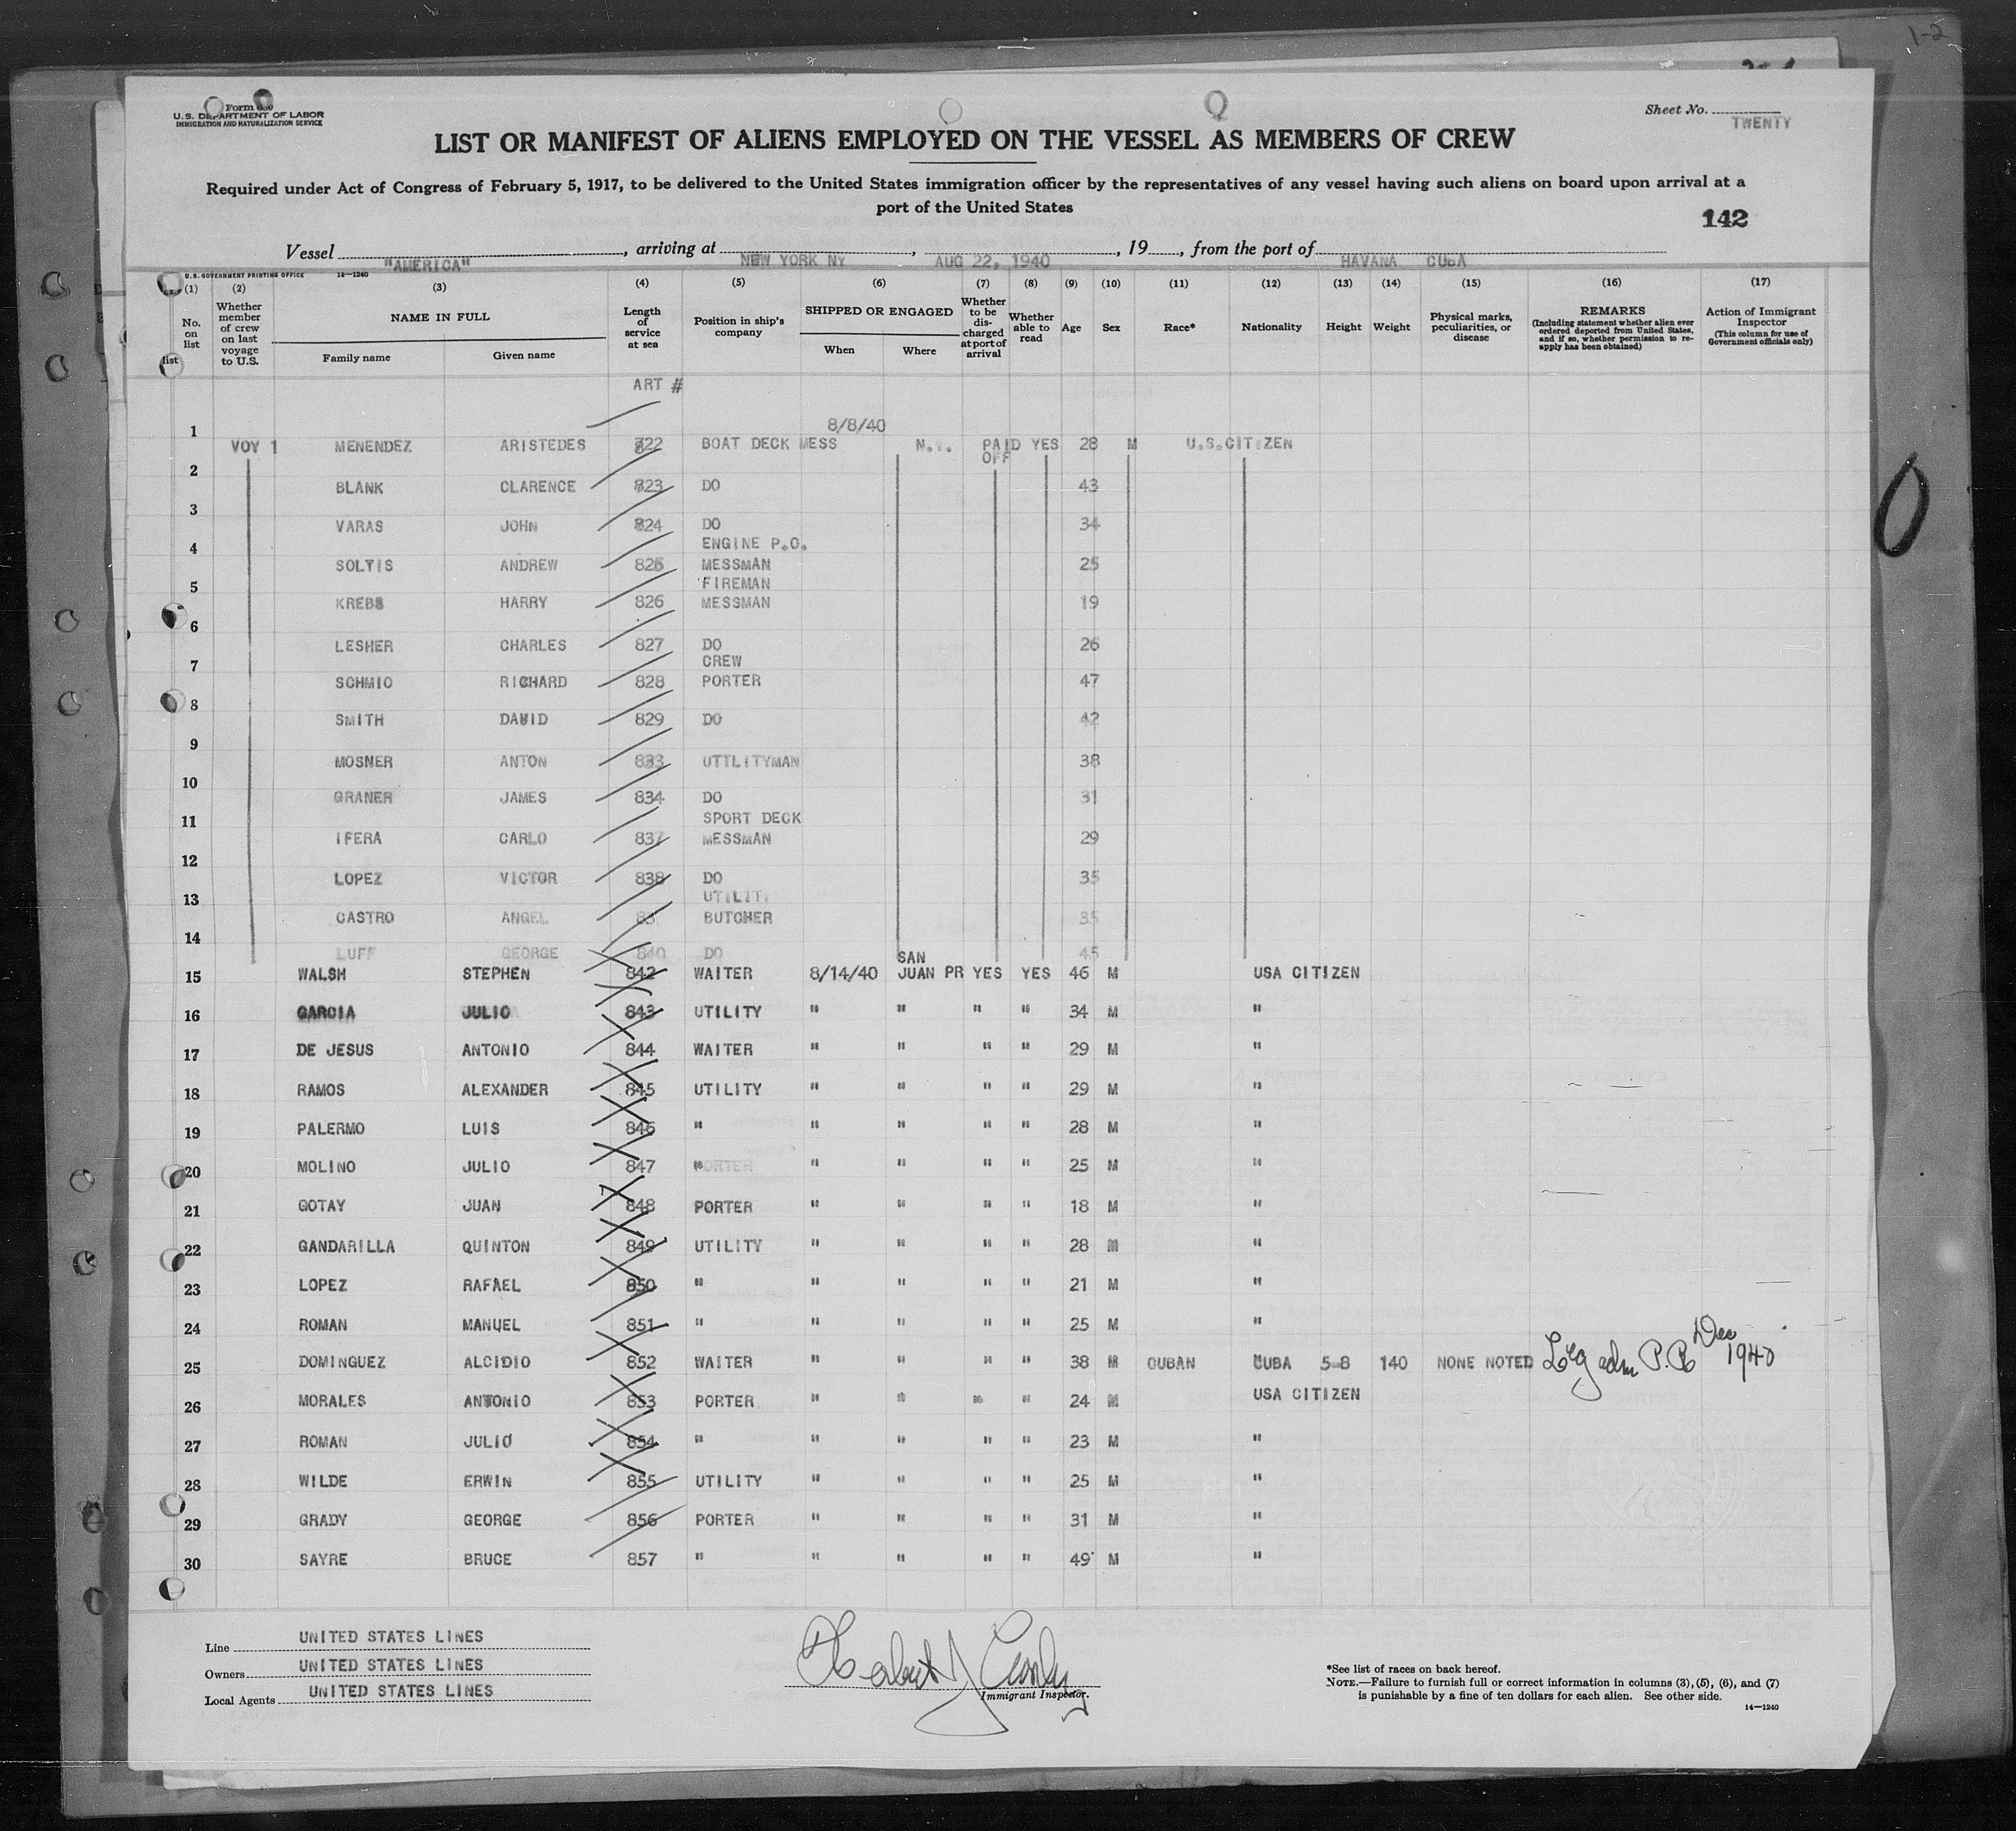 1-2
Form 680
U.S. DEPARTMENT OF LABOR
IMMIGRATION AND NATURALIZATION SERVICE
Sheet No. TWENTY
LIST OR MANIFEST OF ALIENS EMPLOYED ON THE VESSEL AS MEMBERS OF CREW
Required under Act of Congress of February 5, 1917, to be delivered to the United States immigration officer by the representatives of any vessel having such aliens on board upon arrival at a
port of the United States
142
Vessel "AMERICA", arriving at NEW YORK NY, AUG 22, 1940, 19, from the port of HAVANA CUBA
U.S. GOVERNMENT PRINTING OFFICE 14—1240
(1) (2) (3) (4) (5) (6) (7) (8) (9) (10) (11) (12) (13) (14) (15) (16) (17)
No. on list
Whether member of crew on last voyage to U.S.
NAME IN FULL
Family name Given name
Length of service at sea
Position in ship's company
SHIPPED OR ENGAGED
When Where
Whether to be discharged at port of arrival
Whether able to read
Age Sex Race* Nationality Height Weight
Physical marks, peculiarities, or disease
REMARKS
(Including statement whether alien ever ordered deported from United States, and if so, whether permission to reapply has been obtained)
Action of Immigrant Inspector
(This column for use of Government officials only)
list
ART #
8/8/40
1 VOY 1 MENENDEZ ARISTEDES 822 BOAT DECK MESS N.Y. PAID OFF YES 28 M U.S.CITIZEN
2 BLANK CLARENCE 823 DO 43
3 VARAS JOHN 824 DO 34
ENGINE P.O.
4 SOLTIS ANDREW 825 MESSMAN 25
FIREMAN
5 KREBS HARRY 826 MESSMAN 19
6 LESHER CHARLES 827 DO 26
CREW
7 SCHMID RICHARD 828 PORTER 47
8 SMITH DAVID 829 DO 42
9 MOSNER ANTON 833 UTTLITYMAN 38
10 GRANER JAMES 834 DO 31
SPORT DECK
11 IFERA CARLO 837 MESSMAN 29
12 LOPEZ VICTOR 838 DO 35
UTILITY
13 CASTRO ANGEL BUTCHER 35
14 LUFF GEORGE 840 DO 45
SAN
15 WALSH STEPHEN 842 WAITER 8/14/40 JUAN PR YES YES 46 M USA CITIZEN
16 GARCIA JULIO 843 UTILITY " " " " 34 M "
17 DE JESUS ANTONIO 844 WAITER " " " " 29 M "
18 RAMOS ALEXANDER 845 UTILITY " " " " 29 M "
19 PALERMO LUIS 846 " " " " " 28 M "
20 MOLINO JULIO 847 " PORTER " " " " 25 M "
21 GOTAY JUAN 848 PORTER " " " " 18 M "
22 GANDARILLA QUINTON 849 UTILITY " " " " 28 M "
23 LOPEZ RAFAEL 850 " " " " " 21 M "
24 ROMAN MANUEL 851 " " " " " 25 M "
25 DOMINGUEZ ALCIDIO 852 WAITER " " " " 38 M CUBAN CUBA 5-8 140 NONE NOTED Leg adm P.R. Dec 1940
26 MORALES ANTONIO 853 PORTER " " " " 24 M USA CITIZEN
27 ROMAN JULIO 854 " " " " " 23 M "
28 WILDE ERWIN 855 UTILITY " " " " 25 M "
29 GRADY GEORGE 856 PORTER " " " " 31 M "
30 SAYRE BRUCE 857 " " " " " 49 M "
Line UNITED STATES LINES
Owners UNITED STATES LINES
Local Agents UNITED STATES LINES
Immigrant Inspector.
*See list of races on back hereof.
NOTE.—Failure to furnish full or correct information in columns (3), (5), (6), and (7)
is punishable by a fine of ten dollars for each alien. See other side.
14—1240